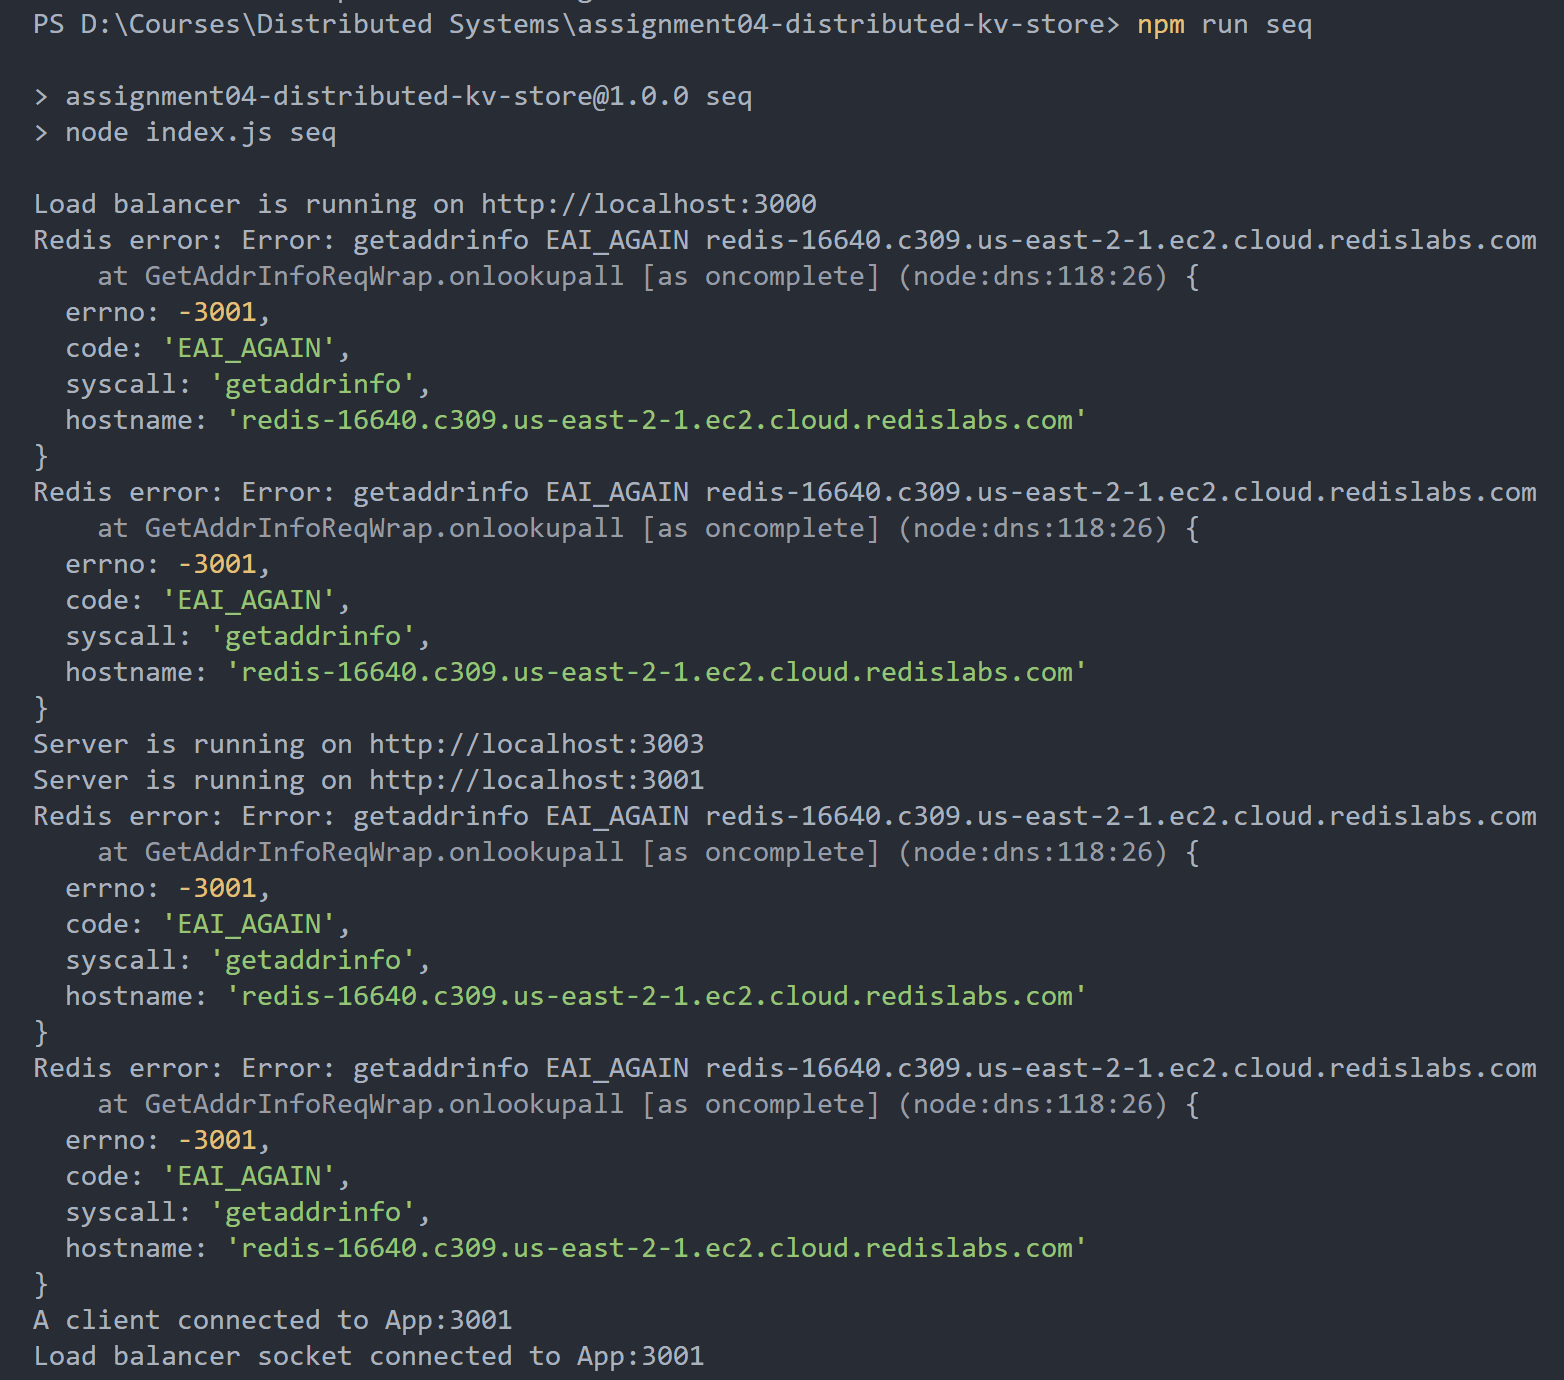 PS D:\Courses\Distributed Systems\assignment04-distributed-kv-store> npm run seq
> assignment04-distributed-kv-store@1.0.0 seq
> node index.js seq
Load balancer is running on http://localhost:3000
Redis error: Error: getaddrinfo EAI_AGAIN redis-16640.c309.us-east-2-1.ec2.cloud.redislabs.com
    at GetAddrInfoReqWrap.onlookupall [as oncomplete] (node:dns:118:26) {
  errno: -3001,
  code: 'EAI_AGAIN',
  syscall: 'getaddrinfo',
  hostname: 'redis-16640.c309.us-east-2-1.ec2.cloud.redislabs.com'
}
Redis error: Error: getaddrinfo EAI_AGAIN redis-16640.c309.us-east-2-1.ec2.cloud.redislabs.com
    at GetAddrInfoReqWrap.onlookupall [as oncomplete] (node:dns:118:26) {
  errno: -3001,
  code: 'EAI_AGAIN',
  syscall: 'getaddrinfo',
  hostname: 'redis-16640.c309.us-east-2-1.ec2.cloud.redislabs.com'
}
Server is running on http://localhost:3003
Server is running on http://localhost:3001
Redis error: Error: getaddrinfo EAI_AGAIN redis-16640.c309.us-east-2-1.ec2.cloud.redislabs.com
    at GetAddrInfoReqWrap.onlookupall [as oncomplete] (node:dns:118:26) {
  errno: -3001,
  code: 'EAI_AGAIN',
  syscall: 'getaddrinfo',
  hostname: 'redis-16640.c309.us-east-2-1.ec2.cloud.redislabs.com'
}
Redis error: Error: getaddrinfo EAI_AGAIN redis-16640.c309.us-east-2-1.ec2.cloud.redislabs.com
    at GetAddrInfoReqWrap.onlookupall [as oncomplete] (node:dns:118:26) {
  errno: -3001,
  code: 'EAI_AGAIN',
  syscall: 'getaddrinfo',
  hostname: 'redis-16640.c309.us-east-2-1.ec2.cloud.redislabs.com'
}
A client connected to App:3001
Load balancer socket connected to App:3001